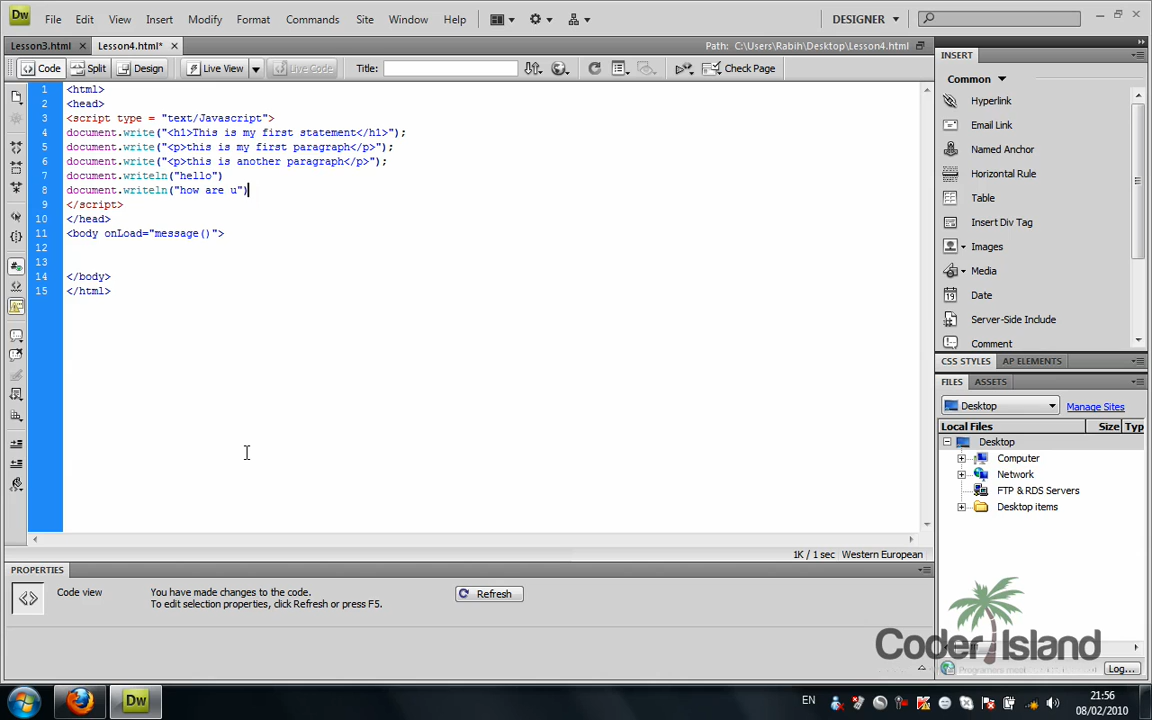 Dw File Edit View Insert Modify Format Commands Site Window Help DESIGNER
Lesson3.html Lesson4.html* Path: C:\Users\Rabih\Desktop\Lesson4.html
Code Split Design Live View Live Code Title: Check Page
1 <html>
2 <head>
3 <script type = "text/Javascript">
4 document.write("<h1>This is my first statement</h1>");
5 document.write("<p>this is my first paragraph</p>");
6 document.write("<p>this is another paragraph</p>");
7 document.writeln("hello")
8 document.writeln("how are u")
9 </script>
10 </head>
11 <body onLoad="message()">
12
13
14 </body>
15 </html>
1K / 1 sec Western European
PROPERTIES
Code view You have made changes to the code. Refresh
To edit selection properties, click Refresh or press F5.
INSERT
Common
Hyperlink
Email Link
Named Anchor
Horizontal Rule
Table
Insert Div Tag
Images
Media
19 Date
Server-Side Include
Comment
CSS STYLES AP ELEMENTS
FILES ASSETS
Desktop Manage Sites
Local Files Size Typ
Desktop
Computer
Network
FTP & RDS Servers
Desktop items
Coder Island
Log...
Dw EN 21:56
08/02/2010